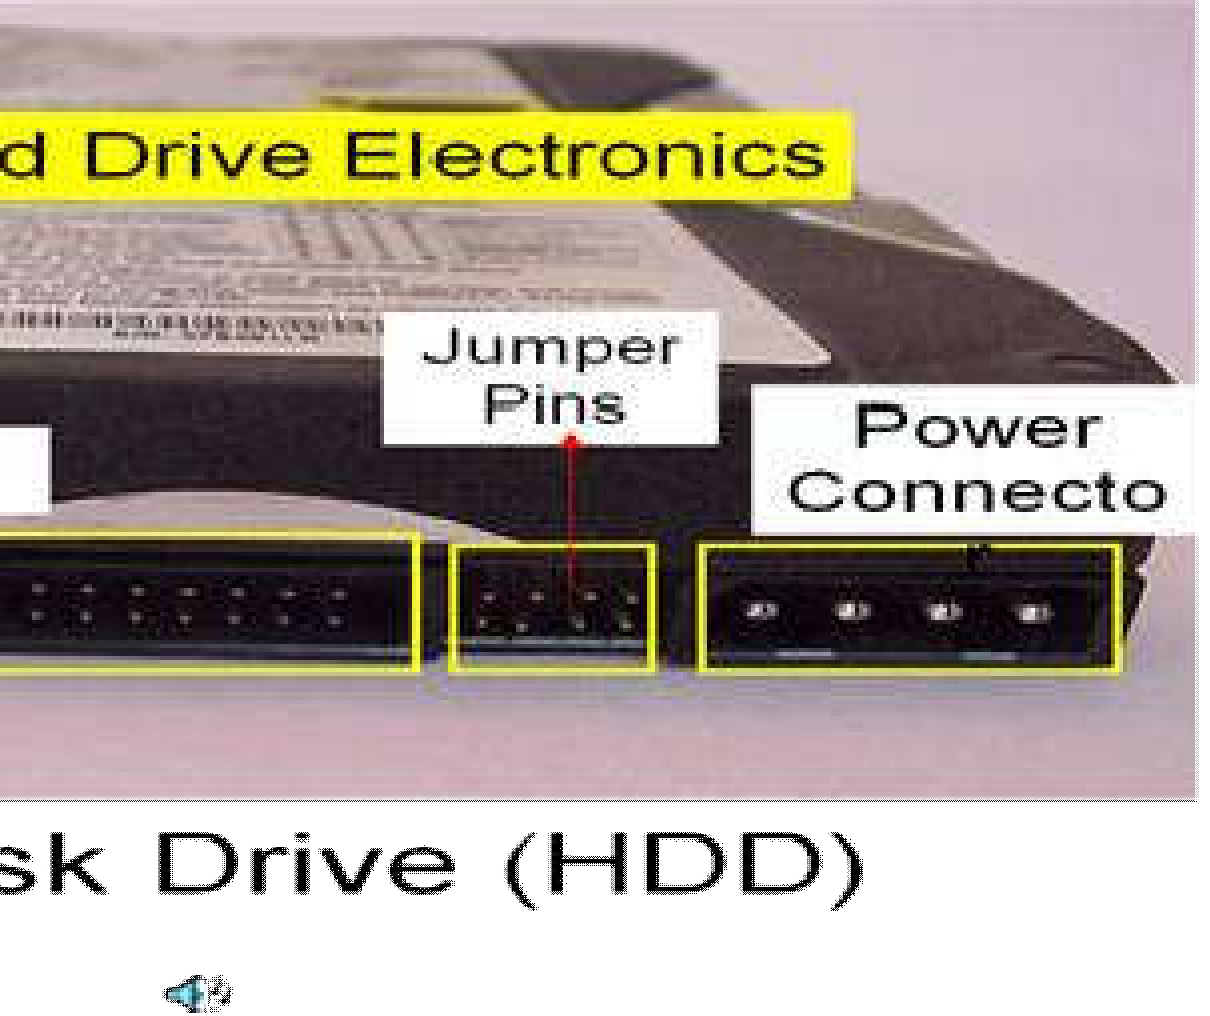 d Drive Electronics
Jumper
Pins
Power
Connecto
sk Drive (HDD)